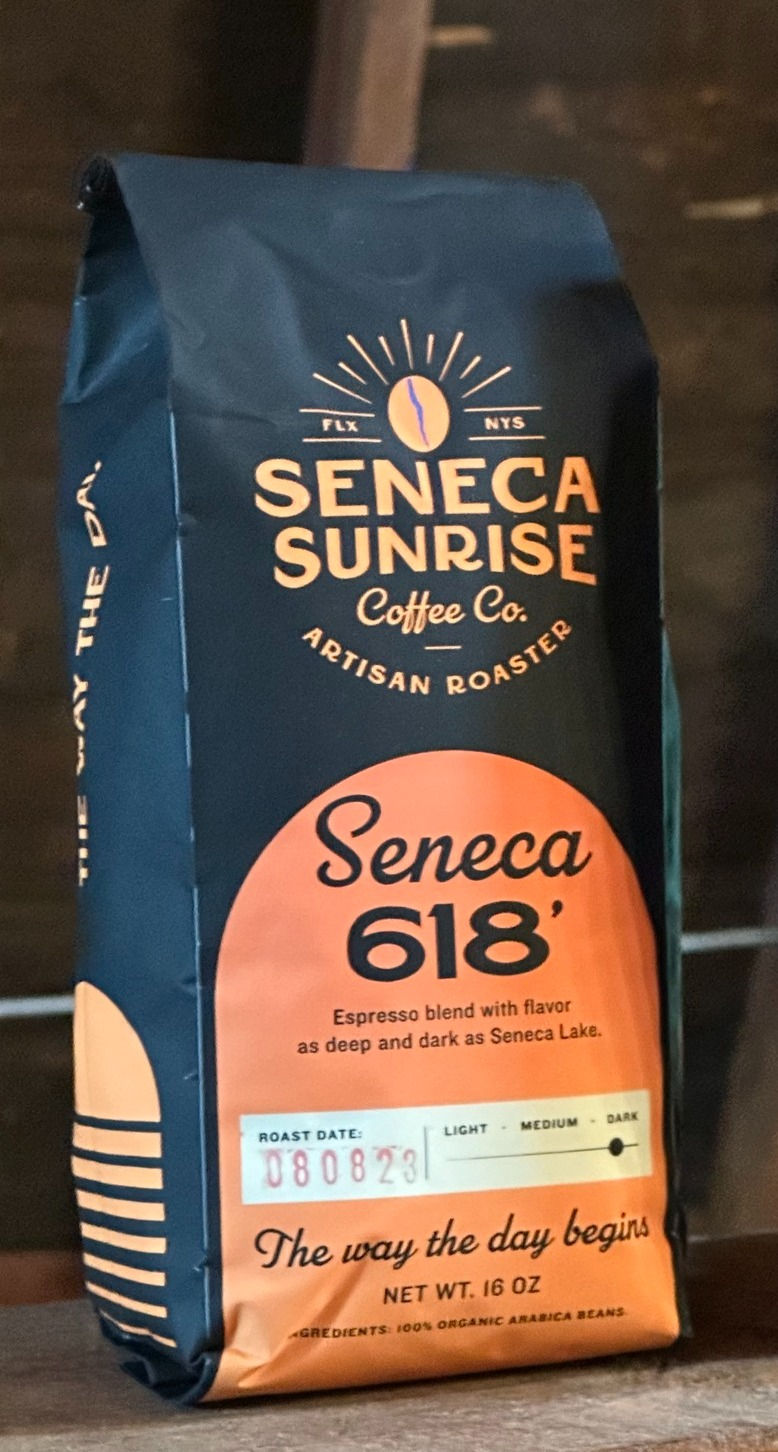 FLX NYS
SENECA
SUNRISE
Coffee Co.
ARTISAN ROASTER
Seneca
618'
Espresso blend with flavor
as deep and dark as Seneca Lake.
ROAST DATE:
080823
LIGHT - MEDIUM - DARK
The way the day begins
NET WT. 16 OZ
INGREDIENTS: 100% ORGANIC ARABICA BEANS.
THE WAY THE DA